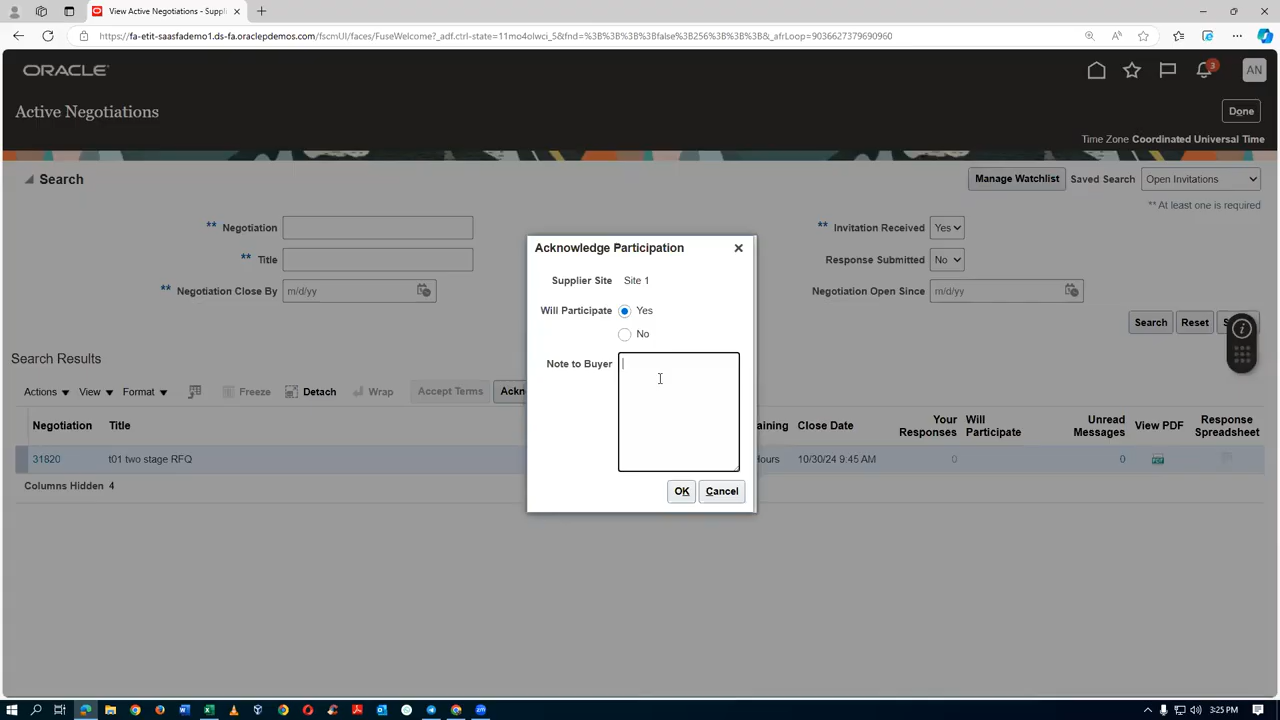 View Active Negotiations - Suppli
https://fa-etit-saasfademo1.ds-fa.oraclepdemos.com/fscmUI/faces/FuseWelcome?_adf.ctrl-state=11mo4olwci_5&fnd=%3B%3B%3B%3Bfalse%3B256%3B%3B%3B&_afrLoop=9036627379690960
ORACLE
3
AN
Active Negotiations
Done
Time Zone Coordinated Universal Time
Search
Manage Watchlist
Saved Search
Open Invitations
** At least one is required
** Negotiation
** Title
** Negotiation Close By
m/d/yy
** Invitation Received
Yes
Response Submitted
No
Negotiation Open Since
m/d/yy
Search
Reset
Search Results
Actions
View
Format
Freeze
Detach
Wrap
Accept Terms
Negotiation
Title
Close Date
Your Responses
Will Participate
Unread Messages
View PDF
Response Spreadsheet
31820
t01 two stage RFQ
Hours
10/30/24 9:45 AM
0
0
Columns Hidden 4
Acknowledge Participation
Supplier Site
Site 1
Will Participate
Yes
No
Note to Buyer
OK
Cancel
3:25 PM